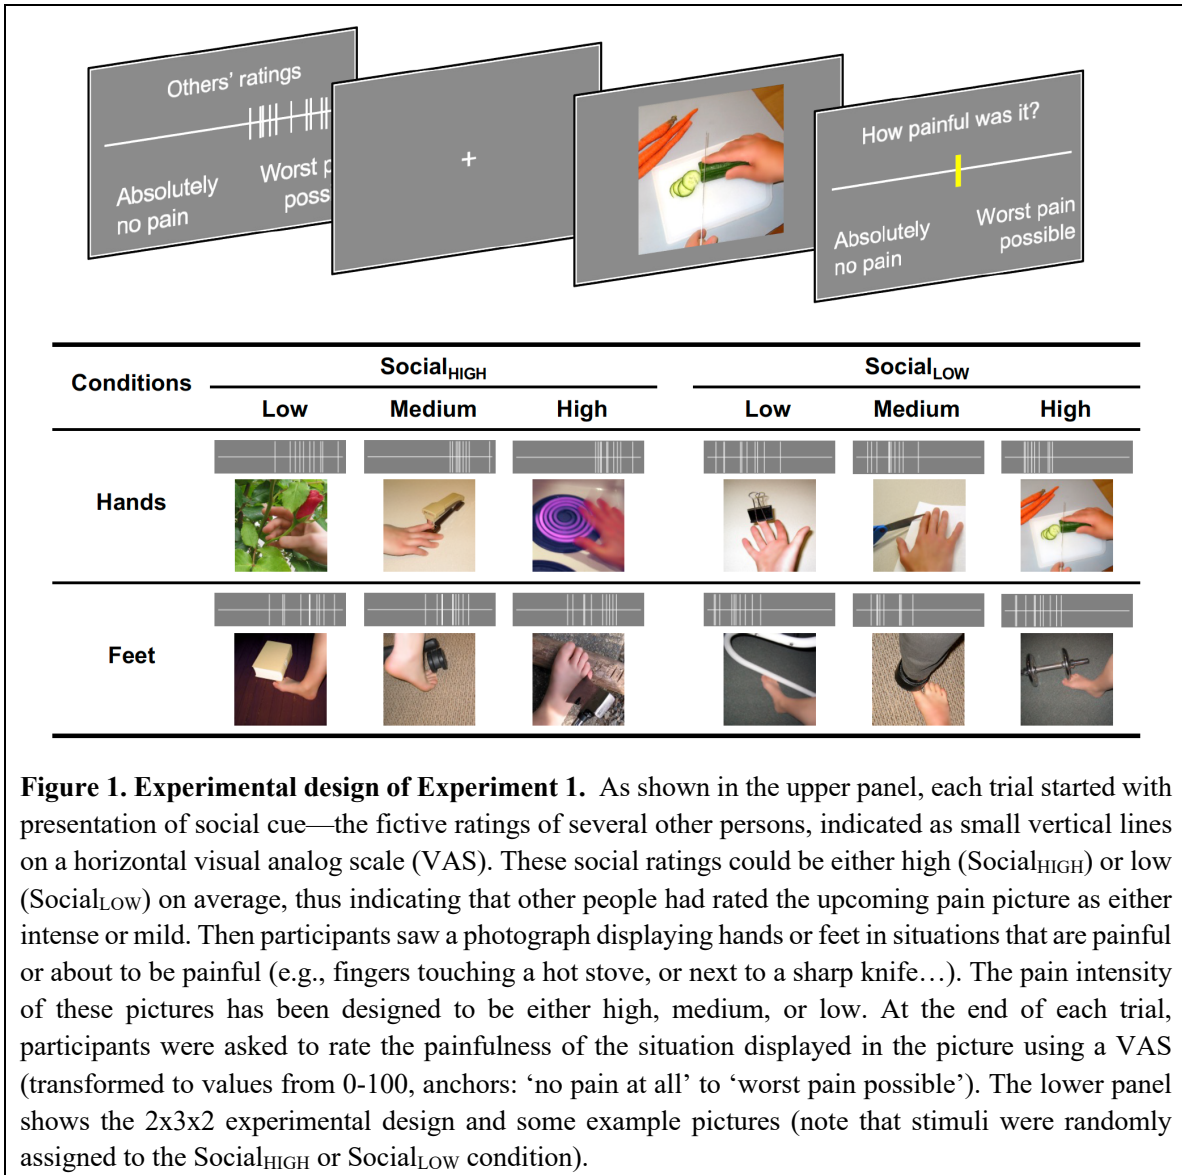 Others' ratings
Absolutely
no pain
Worst p
poss
+
How painful was it?
Absolutely
no pain
Worst pain
possible
Conditions
Social_HIGH
Social_LOW
Low
Medium
High
Low
Medium
High
Hands
Feet
Figure 1. Experimental design of Experiment 1. As shown in the upper panel, each trial started with
presentation of social cue—the fictive ratings of several other persons, indicated as small vertical lines
on a horizontal visual analog scale (VAS). These social ratings could be either high (Social_HIGH) or low
(Social_LOW) on average, thus indicating that other people had rated the upcoming pain picture as either
intense or mild. Then participants saw a photograph displaying hands or feet in situations that are painful
or about to be painful (e.g., fingers touching a hot stove, or next to a sharp knife…). The pain intensity
of these pictures has been designed to be either high, medium, or low. At the end of each trial,
participants were asked to rate the painfulness of the situation displayed in the picture using a VAS
(transformed to values from 0-100, anchors: 'no pain at all' to 'worst pain possible'). The lower panel
shows the 2x3x2 experimental design and some example pictures (note that stimuli were randomly
assigned to the Social_HIGH or Social_LOW condition).